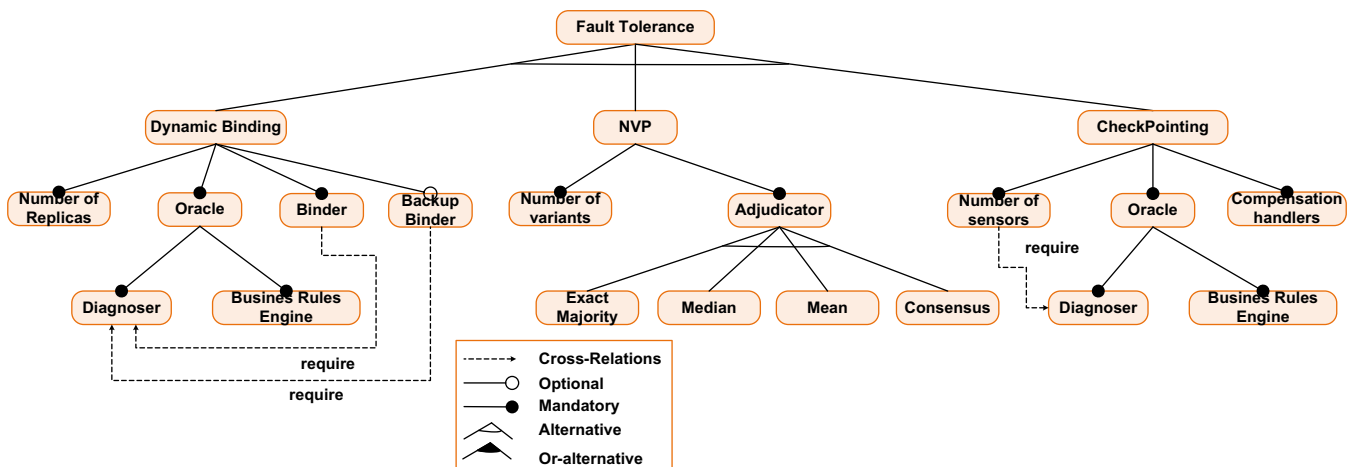 Fault Tolerance
Dynamic Binding
NVP
CheckPointing
Number of
Replicas
Oracle
Binder
Backup
Binder
Number of
variants
Adjudicator
Number of
sensors
Oracle
Compensation
handlers
require
Diagnoser
Busines Rules
Engine
Exact
Majority
Median
Mean
Consensus
Diagnoser
Busines Rules
Engine
require
require
Cross-Relations
Optional
Mandatory
Alternative
Or-alternative